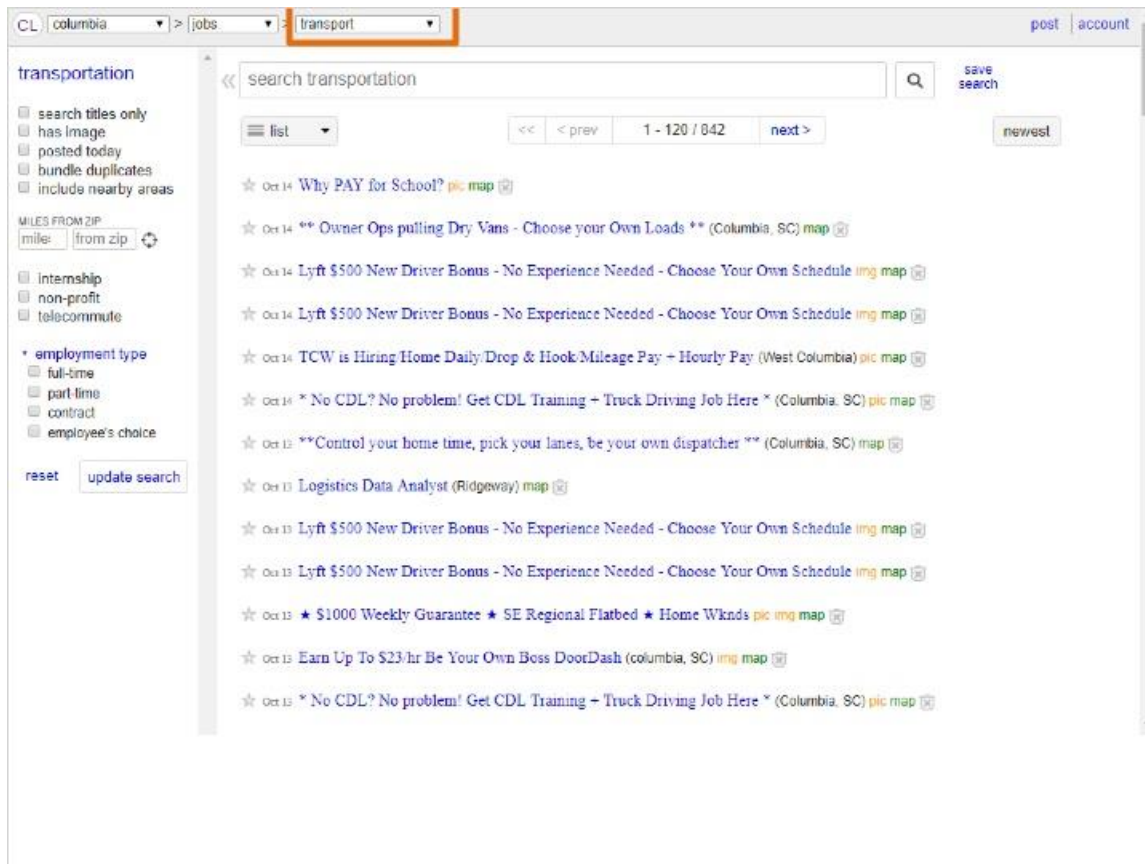 CL columbia > jobs > transport post account
transportation
search titles only
has image
posted today
bundle duplicates
include nearby areas
MILES FROM ZIP
mile from zip
internship
non-profit
telecommute
employment type
full-time
part-time
contract
employee's choice
reset update search
« search transportation save search
list << < prev 1 - 120 / 842 next > newest
☆ Oct 14 Why PAY for School? pic map
☆ Oct 14 ** Owner Ops pulling Dry Vans - Choose your Own Loads ** (Columbia, SC) map
☆ Oct 14 Lyft $500 New Driver Bonus - No Experience Needed - Choose Your Own Schedule img map
☆ Oct 14 Lyft $500 New Driver Bonus - No Experience Needed - Choose Your Own Schedule img map
☆ Oct 14 TCW is Hiring/Home Daily/Drop & Hook/Mileage Pay + Hourly Pay (West Columbia) pic map
☆ Oct 14 * No CDL? No problem! Get CDL Training + Truck Driving Job Here * (Columbia, SC) pic map
☆ Oct 13 **Control your home time, pick your lanes, be your own dispatcher ** (Columbia, SC) map
☆ Oct 13 Logistics Data Analyst (Ridgeway) map
☆ Oct 13 Lyft $500 New Driver Bonus - No Experience Needed - Choose Your Own Schedule img map
☆ Oct 13 Lyft $500 New Driver Bonus - No Experience Needed - Choose Your Own Schedule img map
☆ Oct 13 ★ $1000 Weekly Guarantee ★ SE Regional Flatbed ★ Home Wknds pic img map
☆ Oct 13 Earn Up To $23/hr Be Your Own Boss DoorDash (columbia, SC) img map
☆ Oct 13 * No CDL? No problem! Get CDL Training + Truck Driving Job Here * (Columbia, SC) pic map